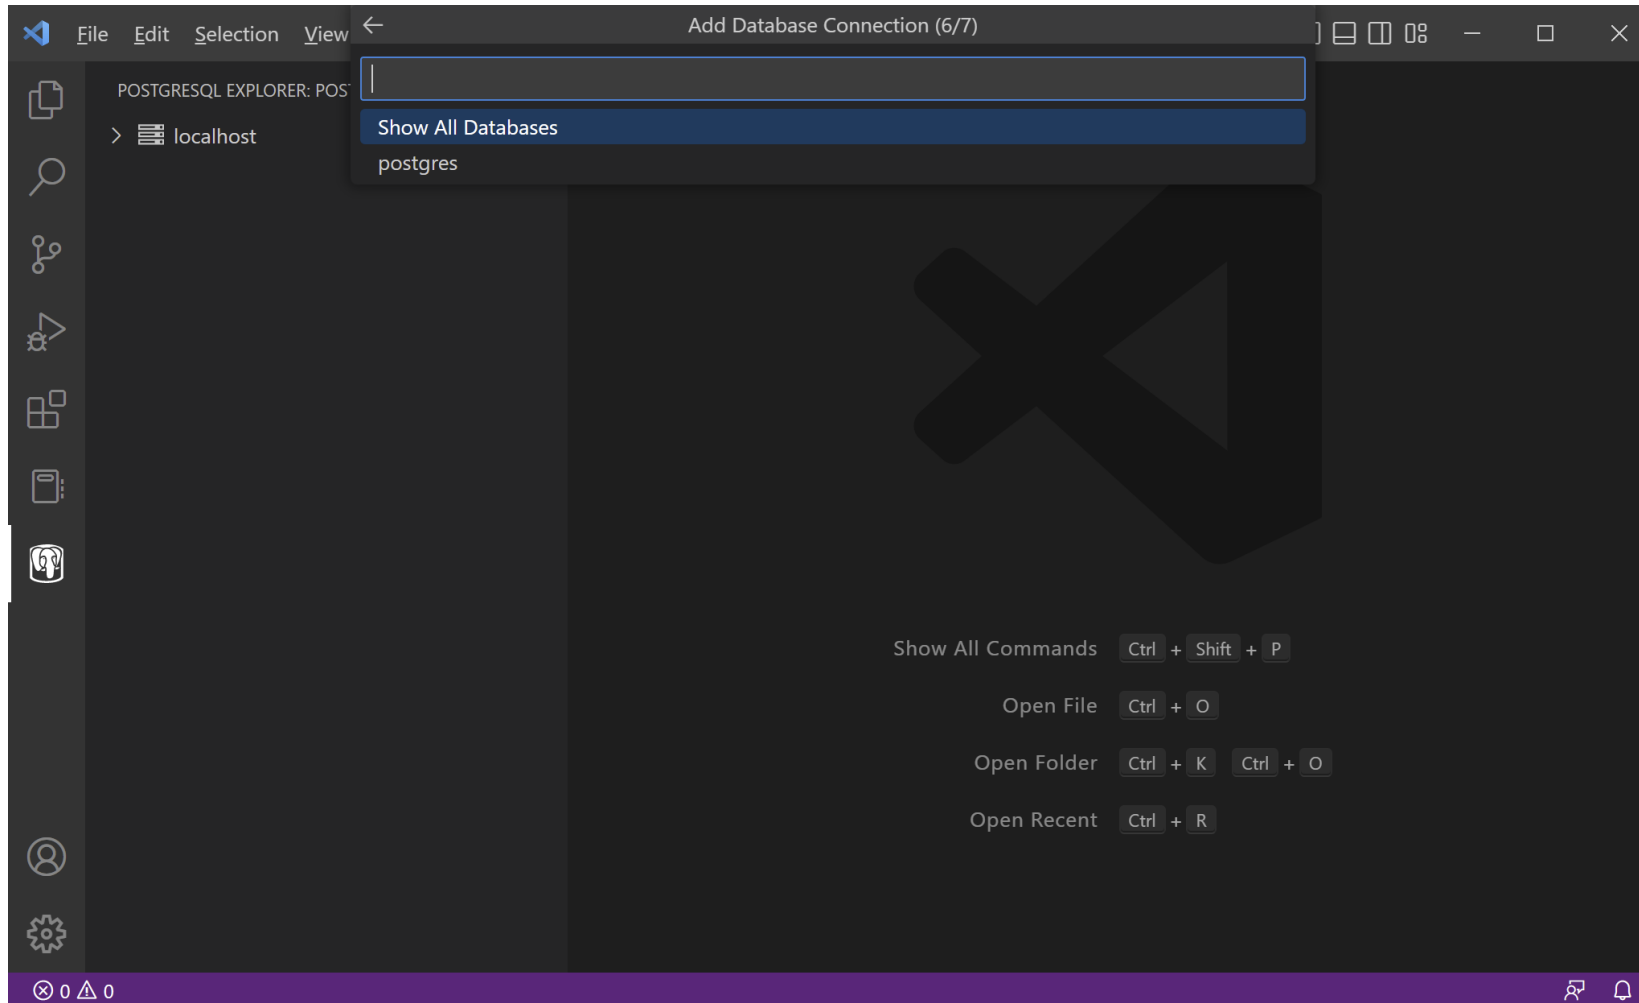 File Edit Selection View
Add Database Connection (6/7)
POSTGRESQL EXPLORER: POS
localhost
Show All Databases
postgres
Show All Commands Ctrl + Shift + P
Open File Ctrl + O
Open Folder Ctrl + K Ctrl + O
Open Recent Ctrl + R
0 0